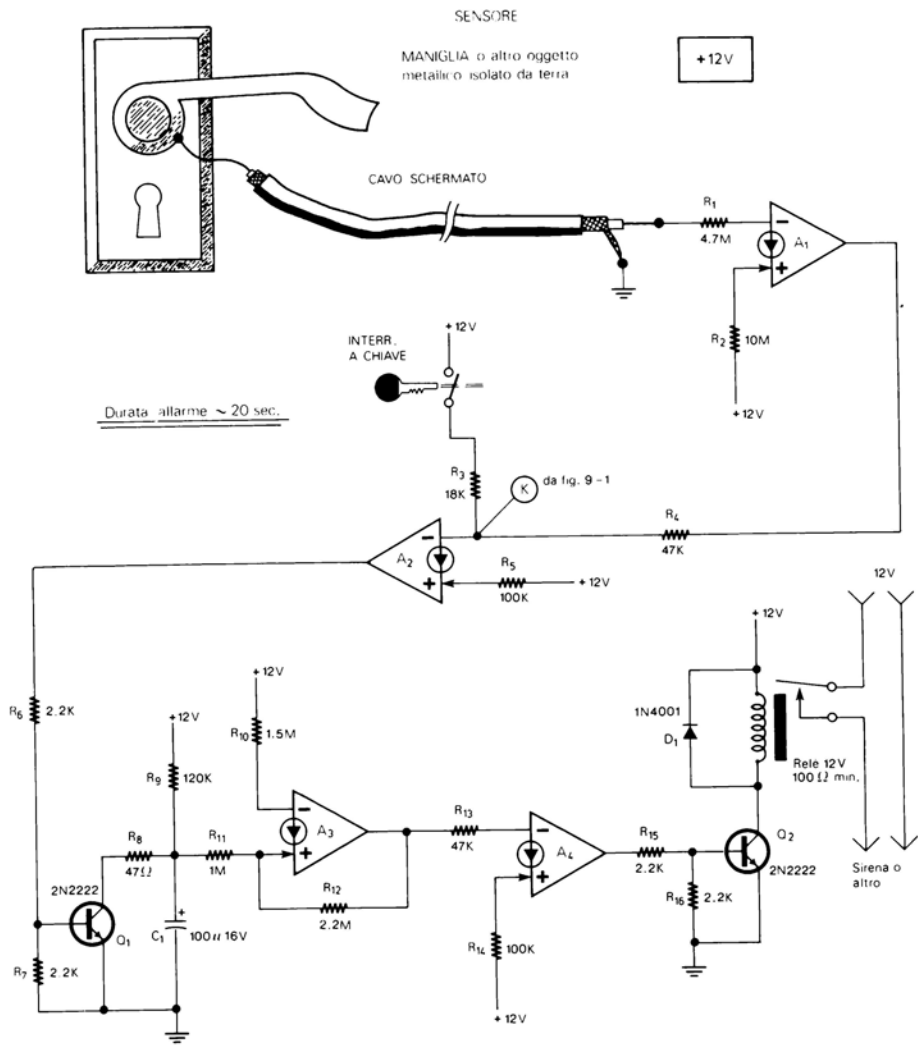 SENSORE
MANIGLIA o altro oggetto
metallico isolato da terra
+12V
CAVO SCHERMATO
R1
4.7M
−
A1
+
R2
10M
+12V
+12V
INTERR.
A CHIAVE
Durata allarme ~ 20 sec.
R3
18K
K
da fig. 9-1
R4
47K
−
A2
+
R5
100K
+12V
12V
+12V
R6
2.2K
+12V
R10
1.5M
+12V
R9
120K
1N4001
D1
Relè 12V
100 Ω min.
−
A3
+
R13
47K
−
A4
+
R8
47Ω
R11
1M
R12
2.2M
R15
2.2K
Q2
2N2222
R16
2.2K
Sirena o
altro
2N2222
Q1
+
C1
100µ 16V
R7
2.2K
R14
100K
+12V